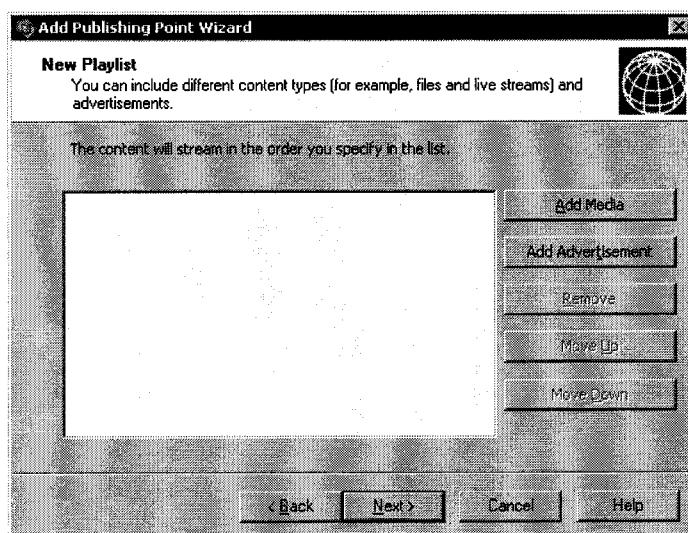 Add Publishing Point Wizard
New Playlist
You can include different content types (for example, files and live streams) and
advertisements.
The content will stream in the order you specify in the list.
Add Media
Add Advertisement
Remove
Move Up
Move Down
< Back
Next >
Cancel
Help